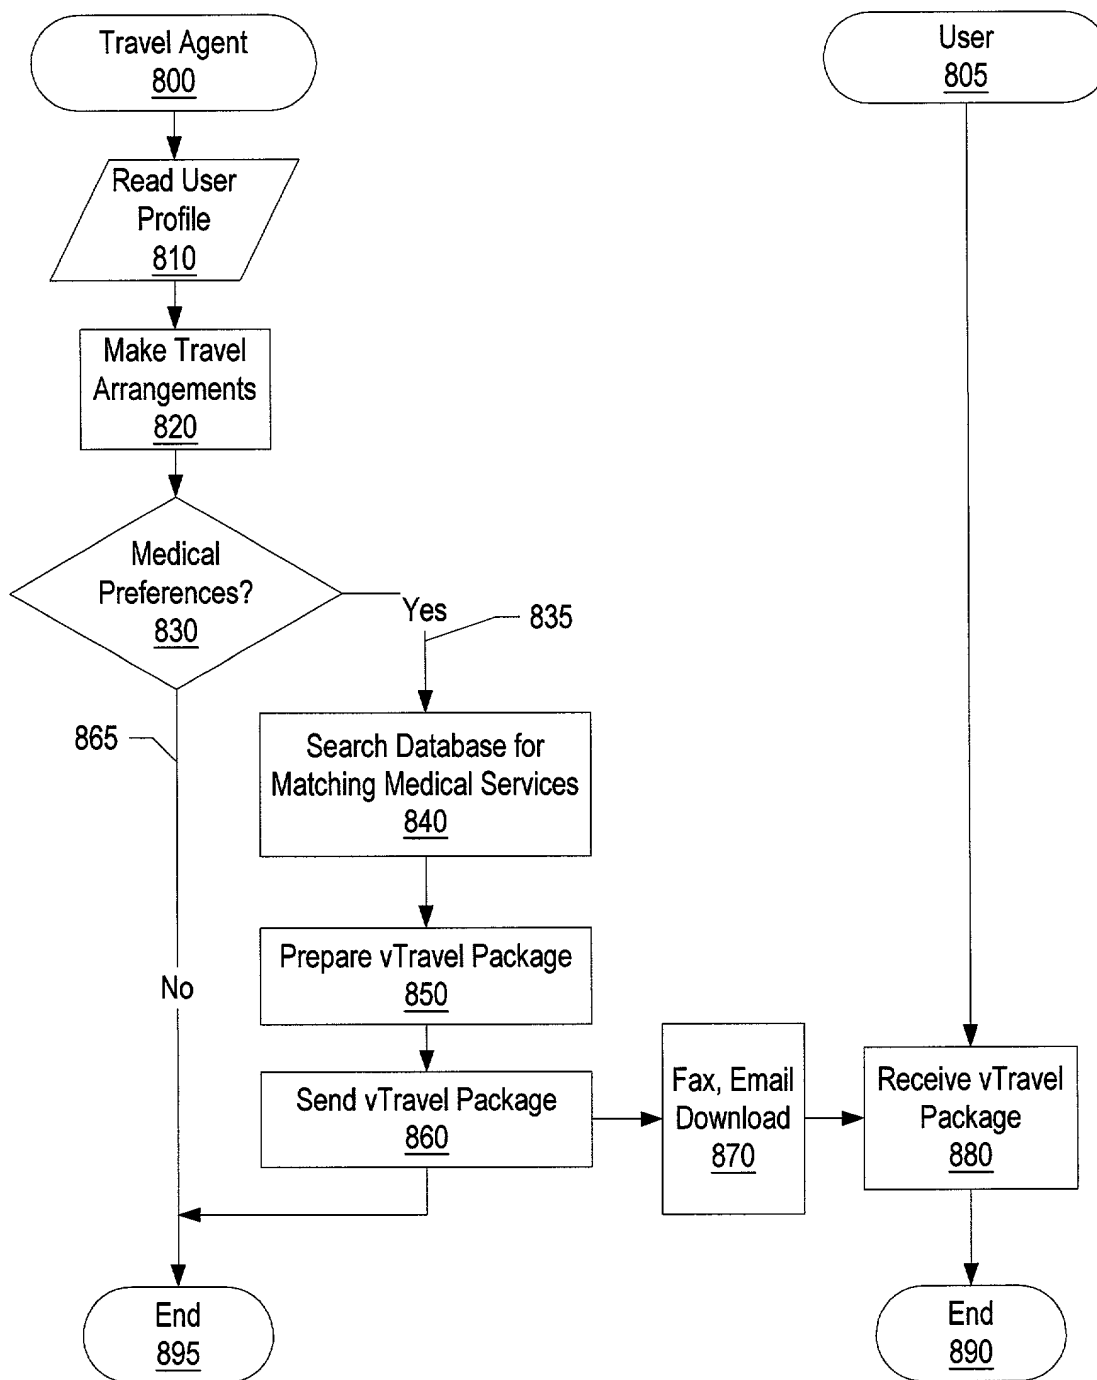 Travel Agent
800
User
805
Read User
Profile
810
Make Travel
Arrangements
820
Medical
Preferences?
830
Yes
835
865
Search Database for
Matching Medical Services
840
No
Prepare vTravel Package
850
Send vTravel Package
860
Fax, Email
Download
870
Receive vTravel
Package
880
End
895
End
890